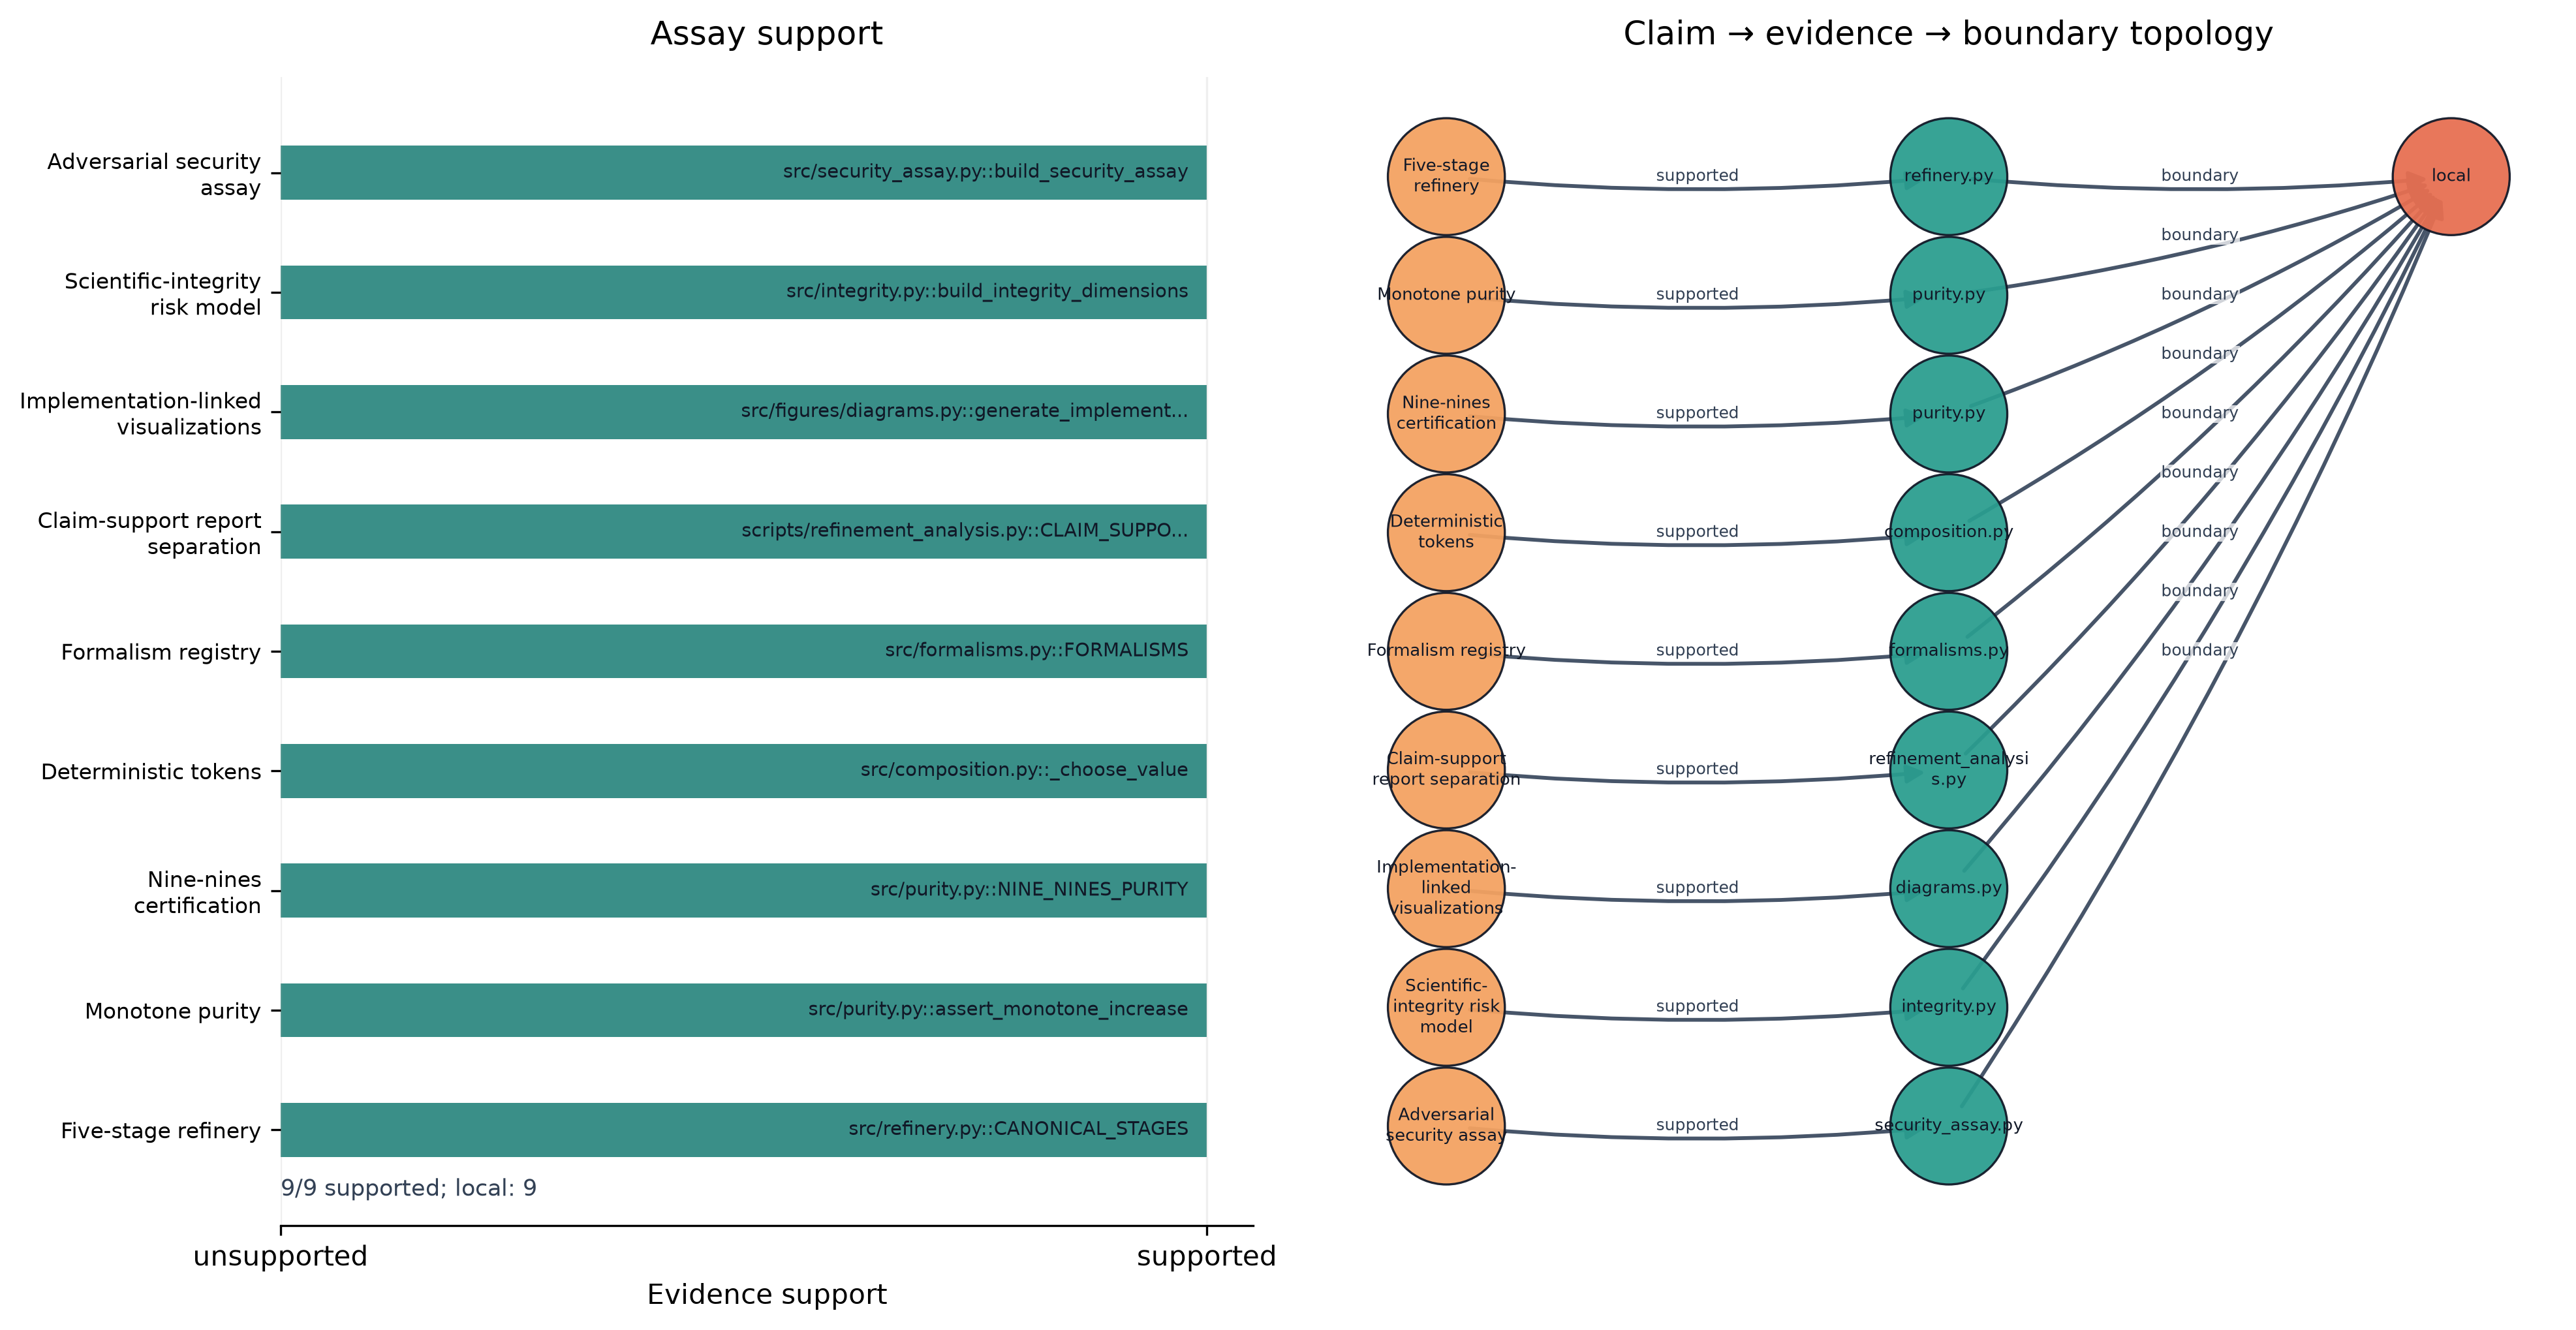 Assay support
Adversarial security
assay
src/security_assay.py::build_security_assay
Scientific-integrity
risk model
src/integrity.py::build_integrity_dimensions
Implementation-linked
visualizations
src/figures/diagrams.py::generate_implement...
Claim-support report
separation
scripts/refinement_analysis.py::CLAIM_SUPPO...
Formalism registry
src/formalisms.py::FORMALISMS
Deterministic tokens
src/composition.py::_choose_value
Nine-nines
certification
src/purity.py::NINE_NINES_PURITY
Monotone purity
src/purity.py::assert_monotone_increase
Five-stage refinery
src/refinery.py::CANONICAL_STAGES
9/9 supported; local: 9
unsupported
supported
Evidence support
Claim → evidence → boundary topology
Five-stage
refinery
supported
refinery.py
boundary
local
boundary
Monotone purity
supported
purity.py
boundary
boundary
Nine-nines
certification
supported
purity.py
boundary
boundary
Deterministic
tokens
supported
composition.py
boundary
boundary
Formalism registry
supported
formalisms.py
boundary
Claim-support
report separation
supported
refinement_analysi
s.py
Implementation-
linked
visualizations
supported
diagrams.py
Scientific-
integrity risk
model
supported
integrity.py
Adversarial
security assay
supported
security_assay.py